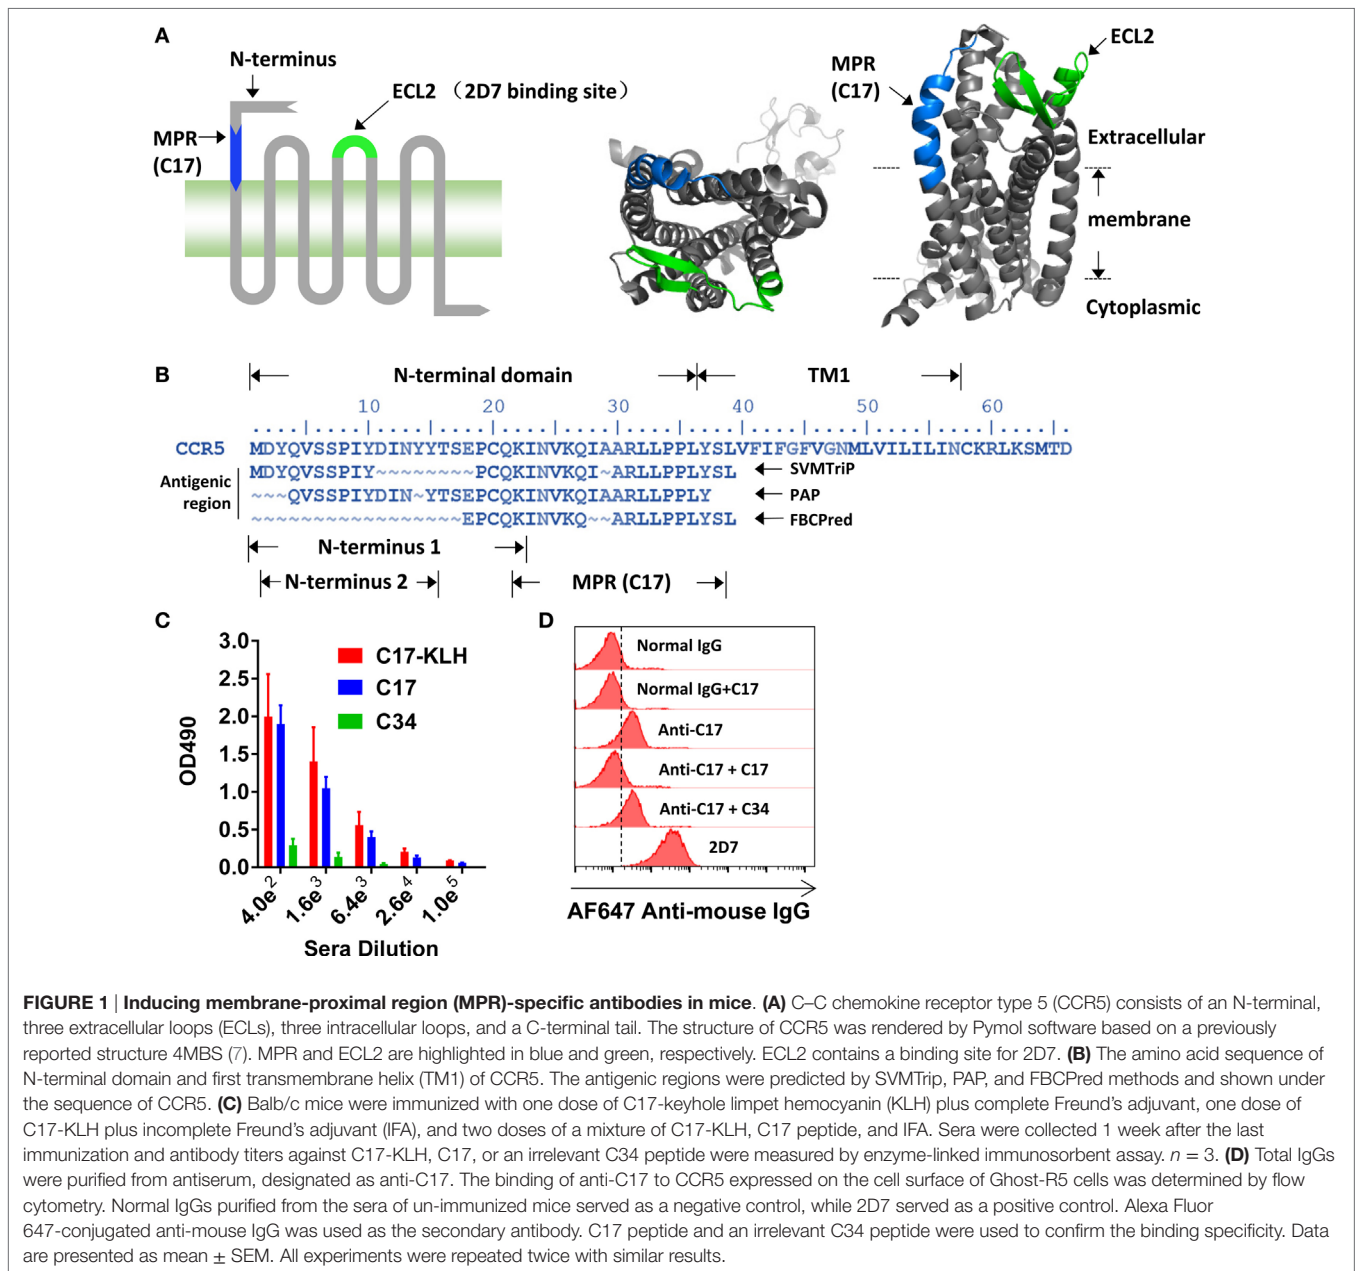 A
N-terminus
ECL2 （2D7 binding site）
MPR
(C17)
MPR
(C17)
ECL2
Extracellular
membrane
Cytoplasmic
B
N-terminal domain
TM1
10 20 30 40 50 60
CCR5 MDYQVSSPIYDINYYTSEPCQKINVKQIAARLLPPLYSLVFIFGFVGNMLVILILINCKRLKSMTD
Antigenic
region
MDYQVSSPIY~~~~~~~~PCQKINVKQI~ARLLPPLYSL SVMTriP
~~~QVSSPIYDIN~YTSEPCQKINVKQIAARLLPPLY PAP
~~~~~~~~~~~~~~~~~EPCQKINVKQ~~ARLLPPLYSL FBCPred
N-terminus 1
N-terminus 2
MPR (C17)
C
OD490
3.0
2.5
2.0
1.5
1.0
0.5
0.0
C17-KLH
C17
C34
4.0e2 1.6e3 6.4e3 2.6e4 1.0e5
Sera Dilution
D
Normal IgG
Normal IgG+C17
Anti-C17
Anti-C17 + C17
Anti-C17 + C34
2D7
AF647 Anti-mouse IgG
FIGURE 1 | Inducing membrane-proximal region (MPR)-specific antibodies in mice. (A) C–C chemokine receptor type 5 (CCR5) consists of an N-terminal,
three extracellular loops (ECLs), three intracellular loops, and a C-terminal tail. The structure of CCR5 was rendered by Pymol software based on a previously
reported structure 4MBS (7). MPR and ECL2 are highlighted in blue and green, respectively. ECL2 contains a binding site for 2D7. (B) The amino acid sequence of
N-terminal domain and first transmembrane helix (TM1) of CCR5. The antigenic regions were predicted by SVMTrip, PAP, and FBCPred methods and shown under
the sequence of CCR5. (C) Balb/c mice were immunized with one dose of C17-keyhole limpet hemocyanin (KLH) plus complete Freund's adjuvant, one dose of
C17-KLH plus incomplete Freund's adjuvant (IFA), and two doses of a mixture of C17-KLH, C17 peptide, and IFA. Sera were collected 1 week after the last
immunization and antibody titers against C17-KLH, C17, or an irrelevant C34 peptide were measured by enzyme-linked immunosorbent assay. n = 3. (D) Total IgGs
were purified from antiserum, designated as anti-C17. The binding of anti-C17 to CCR5 expressed on the cell surface of Ghost-R5 cells was determined by flow
cytometry. Normal IgGs purified from the sera of un-immunized mice served as a negative control, while 2D7 served as a positive control. Alexa Fluor
647-conjugated anti-mouse IgG was used as the secondary antibody. C17 peptide and an irrelevant C34 peptide were used to confirm the binding specificity. Data
are presented as mean ± SEM. All experiments were repeated twice with similar results.